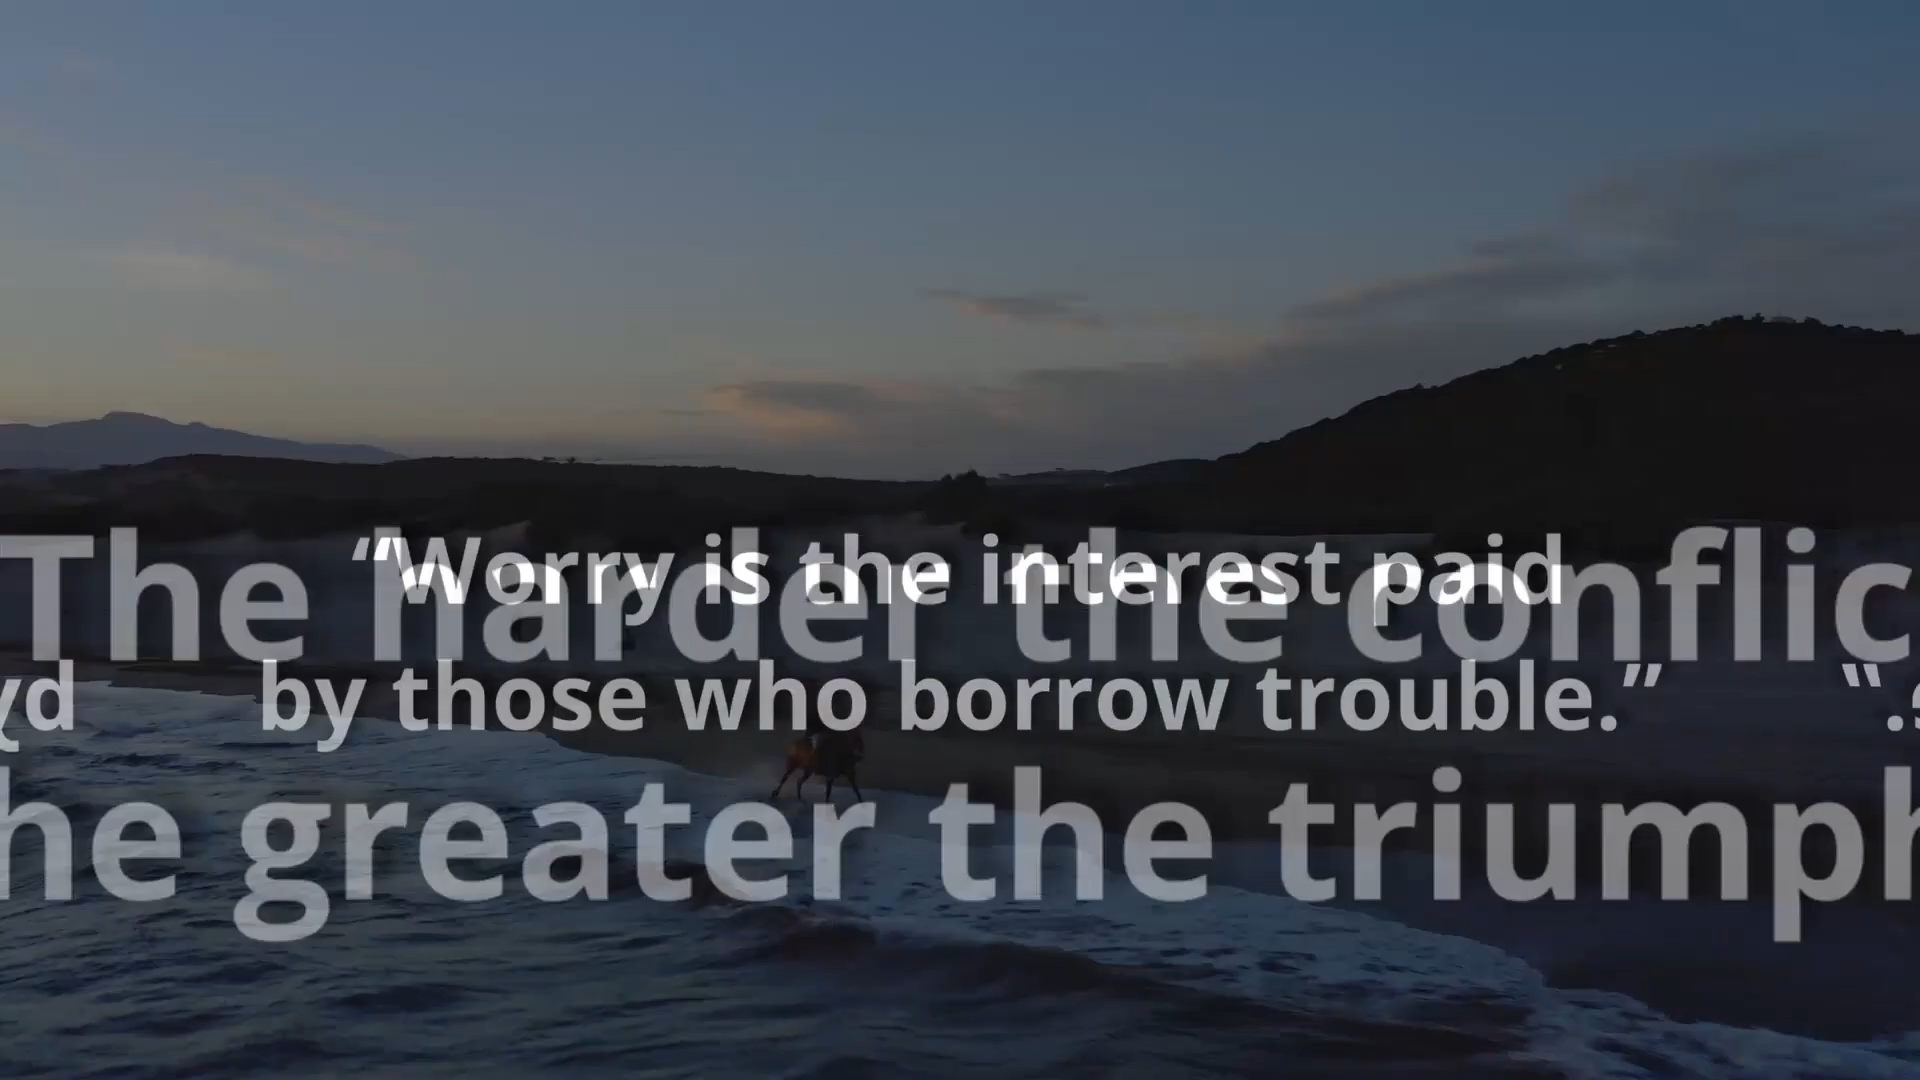 The harder the conflic
“Worry is the interest paid
by those who borrow trouble.”
he greater the triumph